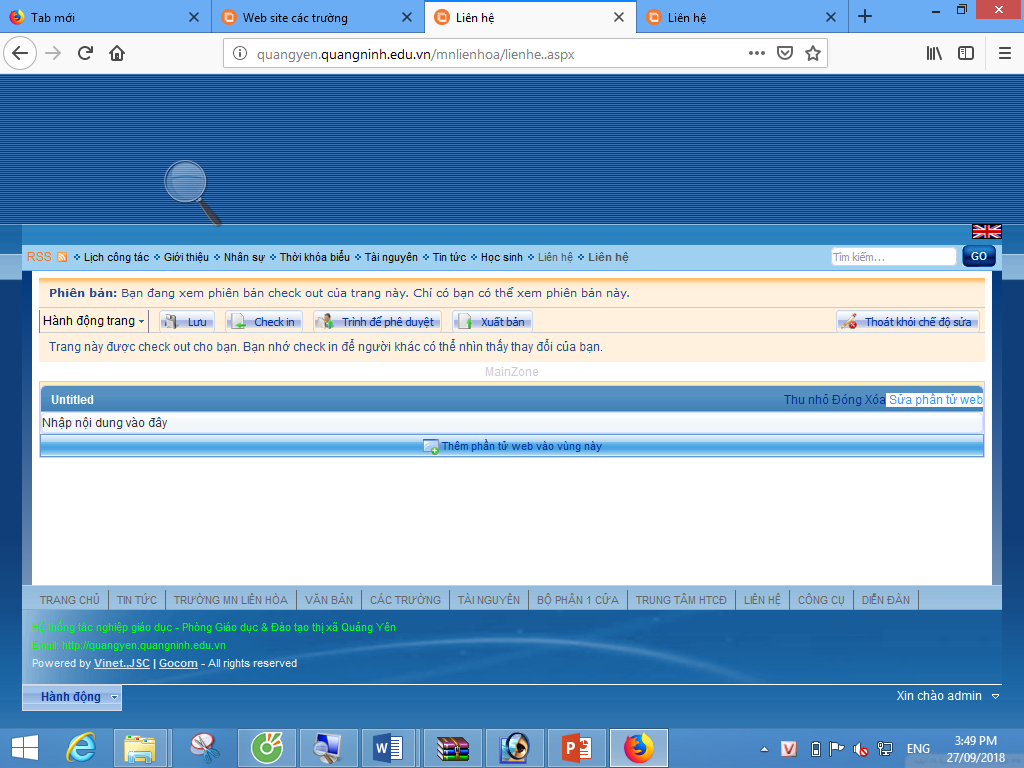 Tab mới
Web site các trường
Liên hệ
Liên hệ
quangyen.quangninh.edu.vn/mnlienhoa/lienhe..aspx
RSS Lịch công tác Giới thiệu Nhân sự Thời khóa biểu Tài nguyên Tin tức Học sinh Liên hệ Liên hệ Tìm kiếm... GO
Phiên bản: Bạn đang xem phiên bản check out của trang này. Chỉ có bạn có thể xem phiên bản này.
Hành động trang Lưu Check in Trình để phê duyệt Xuất bản Thoát khỏi chế độ sửa
Trang này được check out cho bạn. Bạn nhớ check in để người khác có thể nhìn thấy thay đổi của bạn.
MainZone
Untitled Thu nhỏ Đóng Xóa Sửa phần tử web
Nhập nội dung vào đây
Thêm phần tử web vào vùng này
TRANG CHỦ TIN TỨC TRƯỜNG MN LIÊN HÒA VĂN BẢN CÁC TRƯỜNG TÀI NGUYÊN BỘ PHẬN 1 CỬA TRUNG TÂM HTCĐ LIÊN HỆ CÔNG CỤ DIỄN ĐÀN
Hệ thống tác nghiệp giáo dục - Phòng Giáo dục & Đào tạo thị xã Quảng Yên
Email: http://quangyen.quangninh.edu.vn
Powered by Vinet.,JSC | Gocom - All rights reserved
Hành động
Xin chào admin
ENG
3:49 PM
27/09/2018